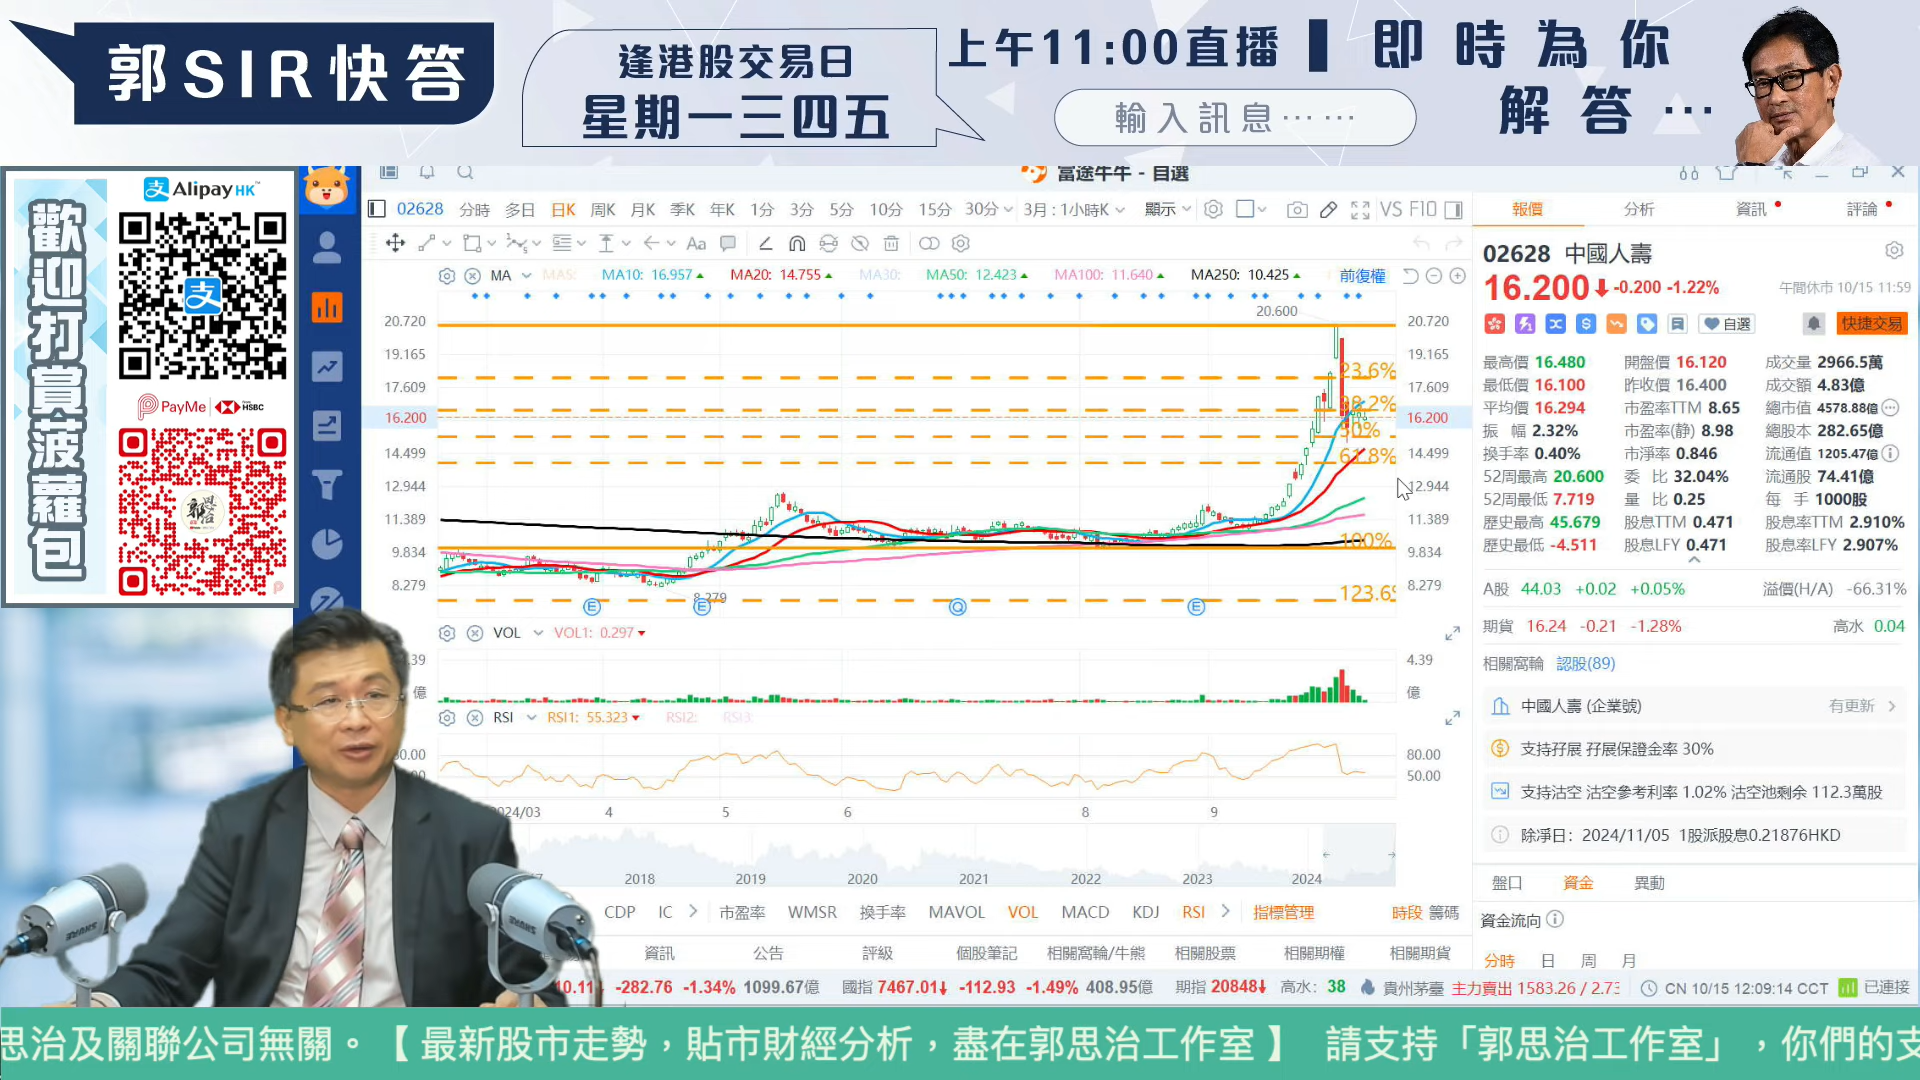 郭SIR快答
逢港股交易日
星期一三四五
上午11:00直播 ▌即時為你
解答…
輸入訊息……
歡迎打賞菠蘿包
AlipayHK
PayMe HSBC
富途牛牛 - 自選
02628 分時 多日 日K 周K 月K 季K 年K 1分 3分 5分 10分 15分 30分 3月：1小時K 顯示 VS F10
Aa
MA MA5: MA10: 16.957 MA20: 14.755 MA30: MA50: 12.423 MA100: 11.640 MA250: 10.425 前復權
20.600
20.720 20.720
19.165 19.165
23.6%
17.609 17.609
38.2%
16.200 16.200
50%
14.499 61.8% 14.499
12.944 12.944
11.389 11.389
100%
9.834 9.834
8.279 8.279
8.279 123.6%
E E Q E
VOL VOL1: 0.297
4.39
億 億
RSI RSI1: 55.323 RSI2: RSI3:
80.00
50.00
4 5 6 8 9
2018 2019 2020 2021 2022 2023 2024
CDP IC 市盈率 WMSR 換手率 MAVOL VOL MACD KDJ RSI 指標管理 時段 籌碼
資訊 公告 評級 個股筆記 相關窩輪/牛熊 相關股票 相關期權 相關期貨
報價 分析 資訊 評論
02628 中國人壽
16.200 -0.200 -1.22% 午間休市 10/15 11:59
自選 快捷交易
最高價 16.480 開盤價 16.120 成交量 2966.5萬
最低價 16.100 昨收價 16.400 成交額 4.83億
平均價 16.294 市盈率TTM 8.65 總市值 4578.88億
振 幅 2.32% 市盈率(静) 8.98 總股本 282.65億
換手率 0.40% 市淨率 0.846 流通值 1205.47億
52周最高 20.600 委 比 32.04% 流通股 74.41億
52周最低 7.719 量 比 0.25 每 手 1000股
歷史最高 45.679 股息TTM 0.471 股息率TTM 2.910%
歷史最低 -4.511 股息LFY 0.471 股息率LFY 2.907%
A股 44.03 +0.02 +0.05% 溢價(H/A) -66.31%
期貨 16.24 -0.21 -1.28% 高水 0.04
相關窩輪 認股(89)
中國人壽 (企業號) 有更新
支持孖展 孖展保證金率 30%
支持沽空 沽空參考利率 1.02% 沽空池剩余 112.3萬股
除淨日：2024/11/05 1股派股息0.21876HKD
盤口 資金 異動
資金流向
分時 日 周 月
-282.76 -1.34% 1099.67億 國指 7467.01 -112.93 -1.49% 408.95億 期指 20848 高水：38 貴州茅臺 主力賣出 1583.26 / 2.73 CN 10/15 12:09:14 CCT 已連接
思治及關聯公司無關。【 最新股市走勢，貼市財經分析，盡在郭思治工作室 】 請支持「郭思治工作室」，你們的支